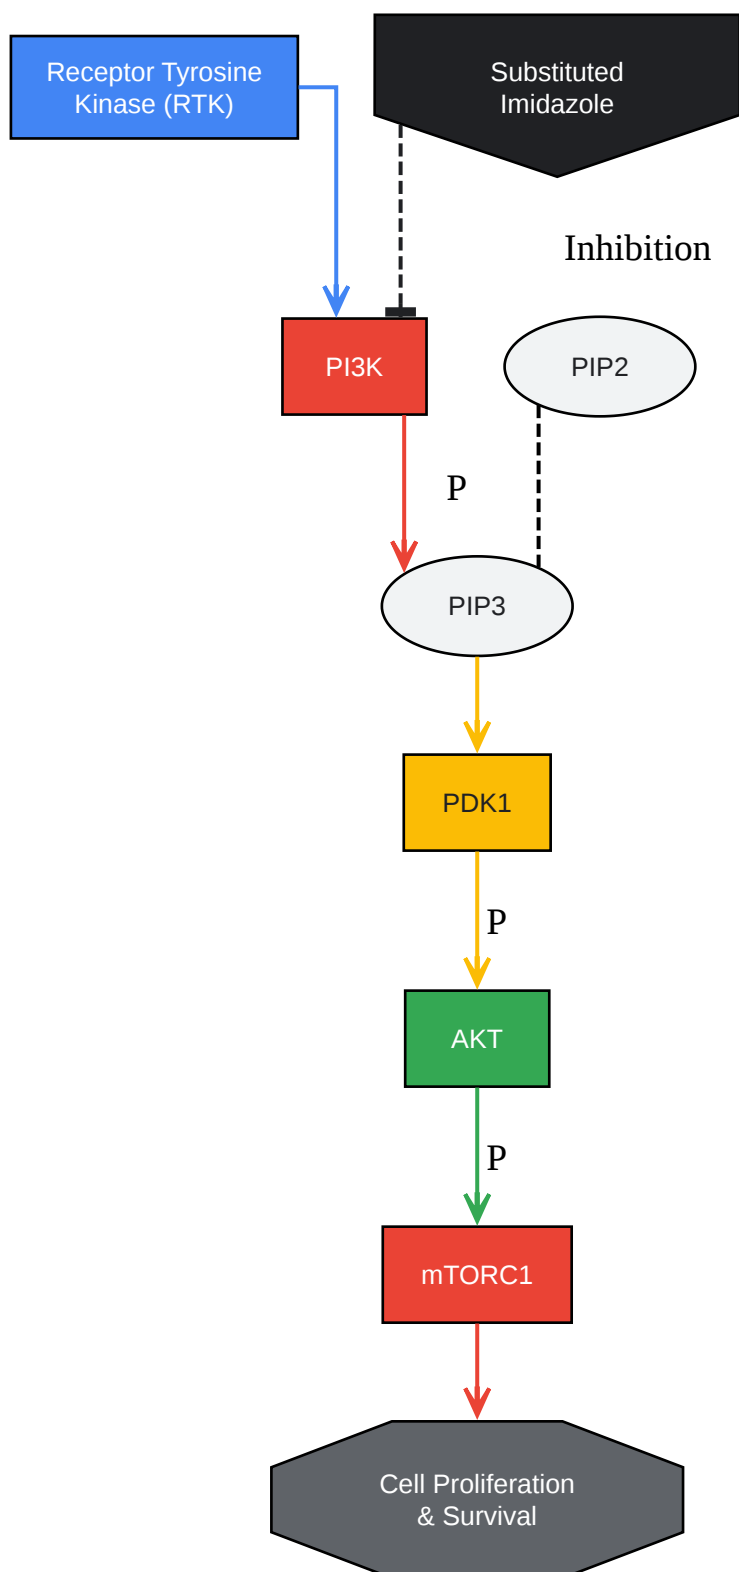 Receptor Tyrosine
Kinase (RTK)
Substituted
Imidazole
Inhibition
PI3K
PIP2
P
PIP3
PDK1
P
AKT
P
mTORC1
Cell Proliferation
& Survival